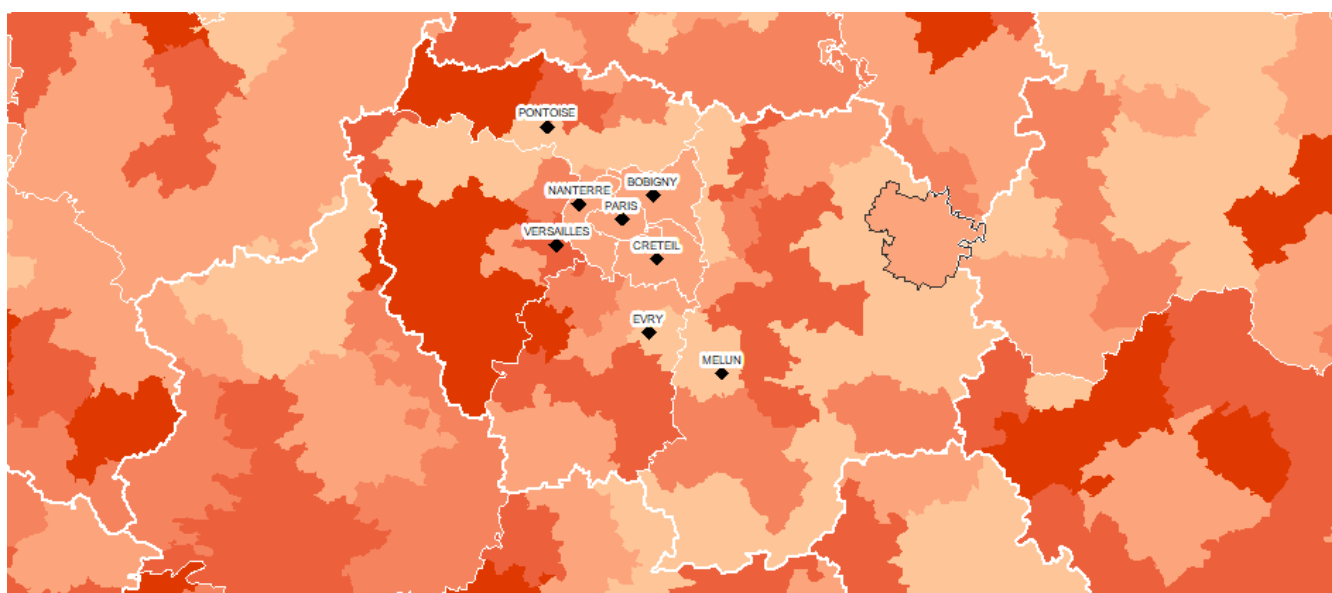 PONTOISE
BOBIGNY
NANTERRE
PARIS
VERSAILLES
CRETEIL
EVRY
MELUN